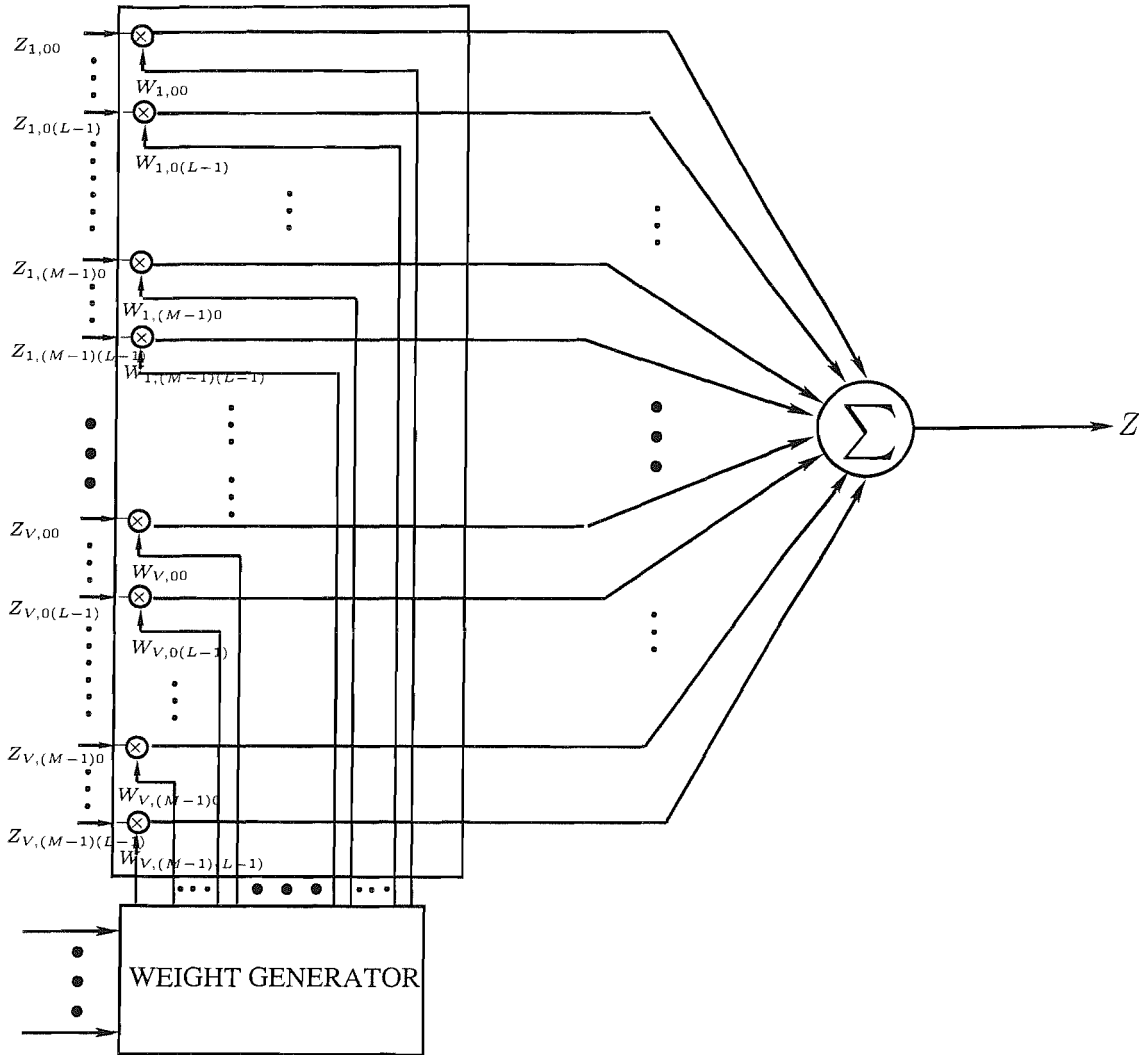 Z_{1,00}
W_{1,00}
Z_{1,0(L-1)}
W_{1,0(L-1)}
Z_{1,(M-1)0}
W_{1,(M-1)0}
Z_{1,(M-1)(L-1)}
W_{1,(M-1)(L-1)}
Σ
Z
Z_{V,00}
W_{V,00}
Z_{V,0(L-1)}
W_{V,0(L-1)}
Z_{V,(M-1)0}
W_{V,(M-1)0}
Z_{V,(M-1)(L-1)}
W_{V,(M-1)(L-1)}
WEIGHT GENERATOR